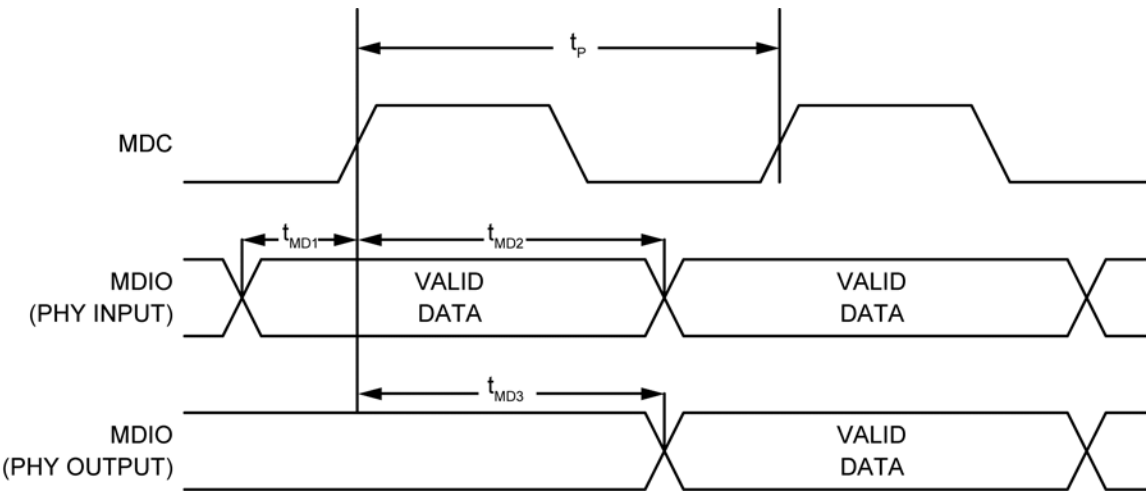 tP
MDC
tMD1
tMD2
MDIO
(PHY INPUT)
VALID
DATA
VALID
DATA
tMD3
MDIO
(PHY OUTPUT)
VALID
DATA